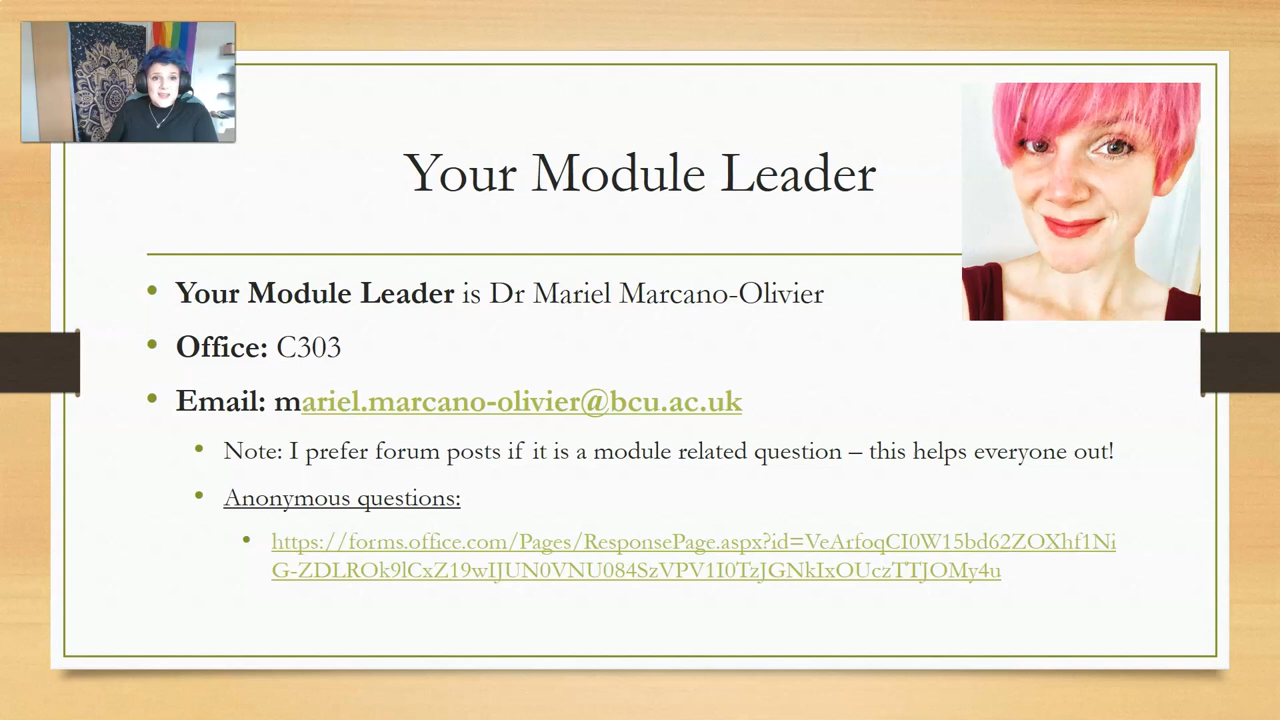 Your Module Leader
Your Module Leader is Dr Mariel Marcano-Olivier
Office: C303
Email: mariel.marcano-olivier@bcu.ac.uk
Note: I prefer forum posts if it is a module related question – this helps everyone out!
Anonymous questions:
https://forms.office.com/Pages/ResponsePage.aspx?id=VeArfoqCI0W15bd62ZOXhf1Ni
G-ZDLROk9lCxZ19wIJUN0VNU084SzVPV1I0TzJGNkIxOUczTTJOMy4u